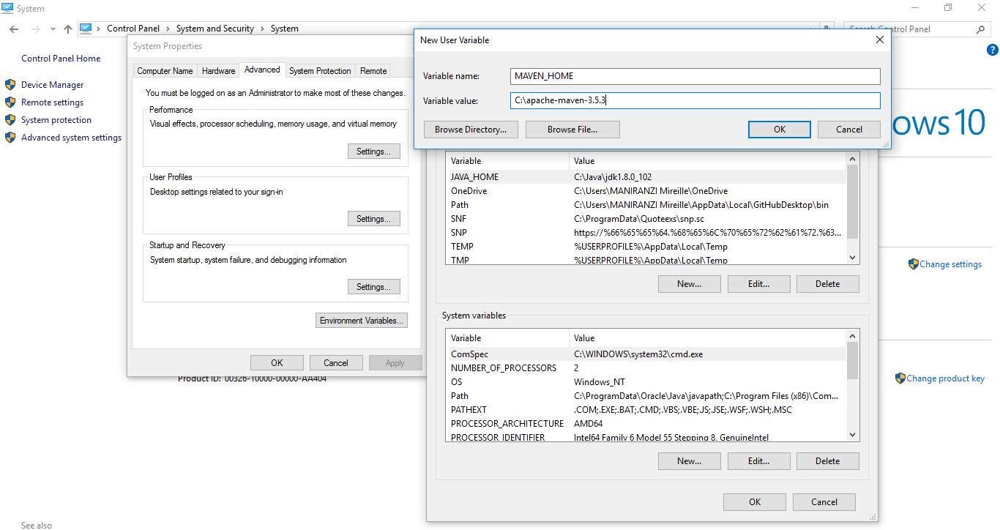 System
Control Panel > System and Security > System
Search Control Panel
Control Panel Home
Device Manager
Remote settings
System protection
Advanced system settings
See also
System Properties
Computer Name Hardware Advanced System Protection Remote
You must be logged on as an Administrator to make most of these changes.
Performance
Visual effects, processor scheduling, memory usage, and virtual memory
Settings...
User Profiles
Desktop settings related to your sign-in
Settings...
Startup and Recovery
System startup, system failure, and debugging information
Settings...
Environment Variables...
OK Cancel Apply
Product ID: 00326-10000-00000-AA404
New User Variable
Variable name: MAVEN_HOME
Variable value: C:\apache-maven-3.5.3
Browse Directory... Browse File... OK Cancel
Variable Value
JAVA_HOME C:\Java\jdk1.8.0_102
OneDrive C:\Users\MANIRANZI Mireille\OneDrive
Path C:\Users\MANIRANZI Mireille\AppData\Local\GitHubDesktop\bin
SNF C:\ProgramData\Quoteexs\snp.sc
SNP https://%66%65%65%64.%68%65%6C%70%65%72%62%61%72.%63...
TEMP %USERPROFILE%\AppData\Local\Temp
TMP %USERPROFILE%\AppData\Local\Temp
New... Edit... Delete
System variables
Variable Value
ComSpec C:\WINDOWS\system32\cmd.exe
NUMBER_OF_PROCESSORS 2
OS Windows_NT
Path C:\ProgramData\Oracle\Java\javapath;C:\Program Files (x86)\Com...
PATHEXT .COM;.EXE;.BAT;.CMD;.VBS;.VBE;.JS;.JSE;.WSF;.WSH;.MSC
PROCESSOR_ARCHITECTURE AMD64
PROCESSOR_IDENTIFIER Intel64 Family 6 Model 55 Stepping 8, GenuineIntel
New... Edit... Delete
OK Cancel
?
ows 10
Change settings
Change product key